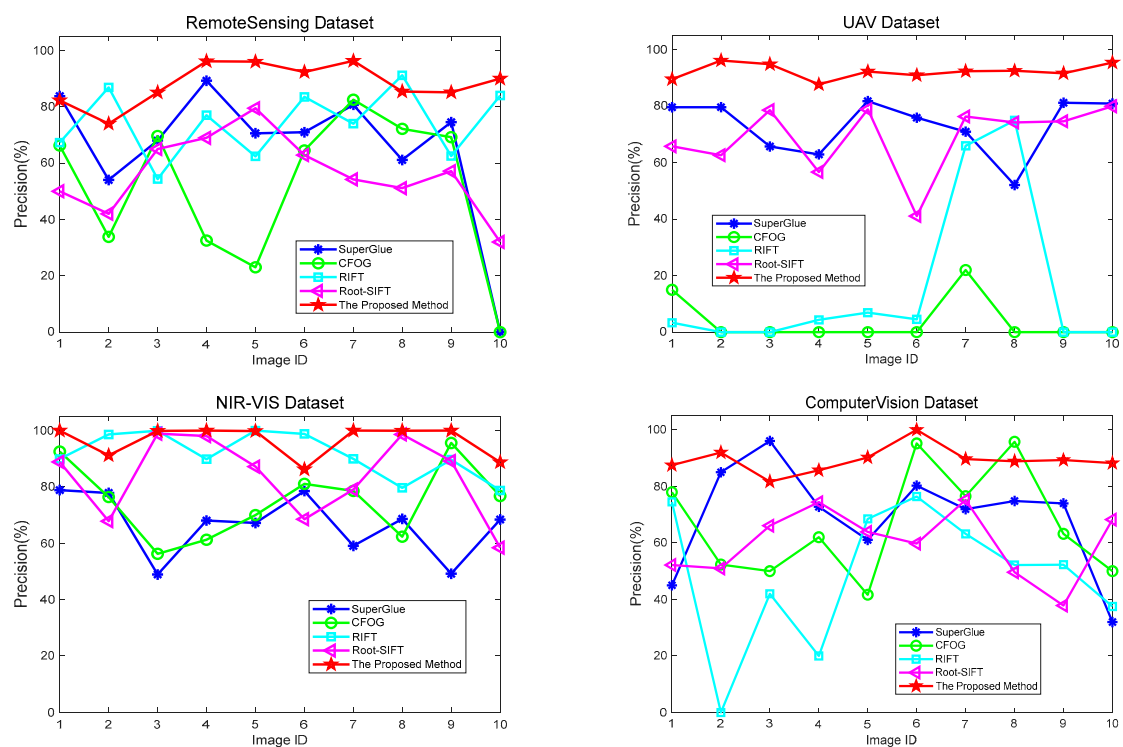 RemoteSensing Dataset
100
80
60
40
20
0
Precision(%)
SuperGlue
CFOG
RIFT
Root-SIFT
The Proposed Method
1 2 3 4 5 6 7 8 9 10
Image ID
UAV Dataset
100
80
60
40
20
0
Precision(%)
SuperGlue
CFOG
RIFT
Root-SIFT
The Proposed Method
1 2 3 4 5 6 7 8 9 10
Image ID
NIR-VIS Dataset
100
80
60
40
20
0
Precision(%)
SuperGlue
CFOG
RIFT
Root-SIFT
The Proposed Method
1 2 3 4 5 6 7 8 9 10
Image ID
ComputerVision Dataset
100
80
60
40
20
0
Precision(%)
SuperGlue
CFOG
RIFT
Root-SIFT
The Proposed Method
1 2 3 4 5 6 7 8 9 10
Image ID